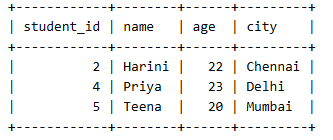 +------------+--------+------+---------+
| student_id | name   | age  | city    |
+------------+--------+------+---------+
|          2 | Harini |   22 | Chennai |
|          4 | Priya  |   23 | Delhi   |
|          5 | Teena  |   20 | Mumbai  |
+------------+--------+------+---------+